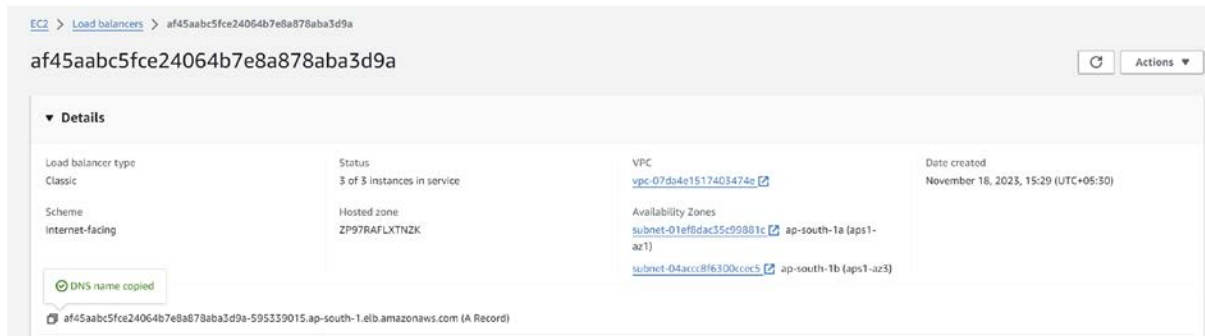 EC2 > Load balancers > af45aabc5fce24064b7e8a878aba3d9a
af45aabc5fce24064b7e8a878aba3d9a
Actions ▼
▼ Details
Load balancer type
Classic
Status
3 of 3 instances in service
VPC
vpc-07da4e1517403474e
Date created
November 18, 2023, 15:29 (UTC+05:30)
Scheme
Internet-facing
Hosted zone
ZP97RAFLXTNZK
Availability Zones
subnet-01ef8dac35c99881c ap-south-1a (aps1-
az1)
subnet-04accc8f6300ccec5 ap-south-1b (aps1-az3)
DNS name copied
af45aabc5fce24064b7e8a878aba3d9a-595339015.ap-south-1.elb.amazonaws.com (A Record)